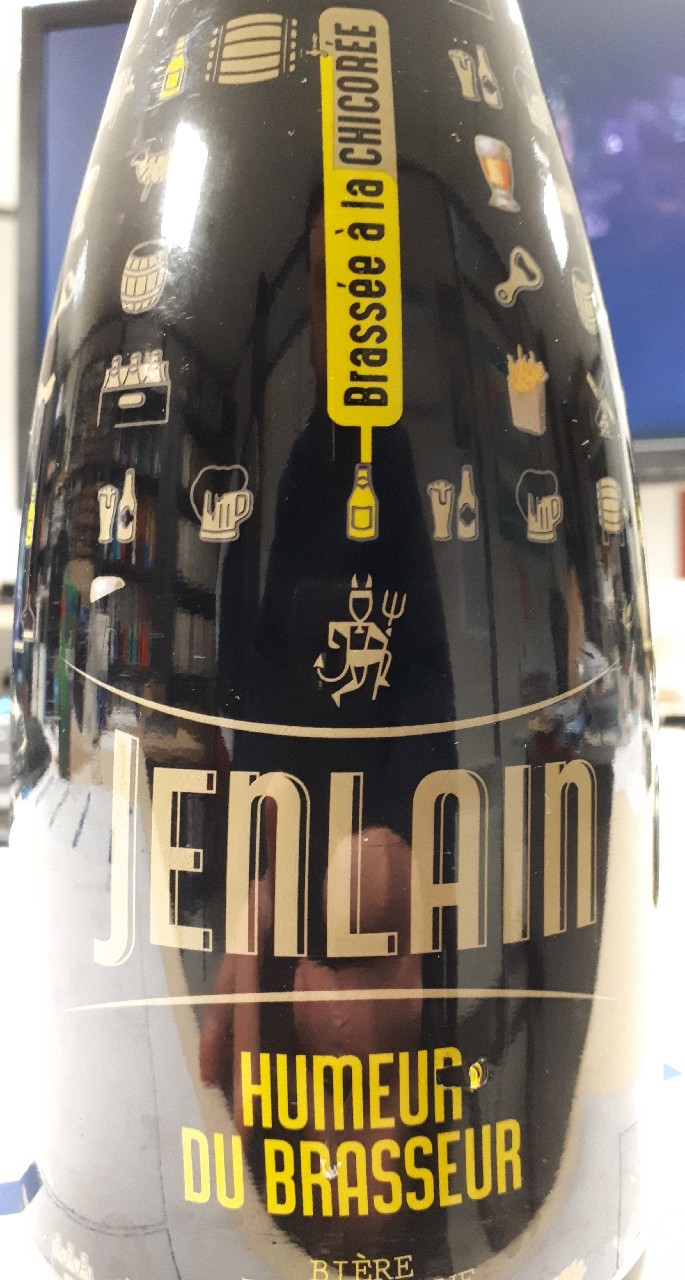 Brassée à la CHICORÉE
JENLAIN
HUMEUR
DU BRASSEUR
BIÈRE